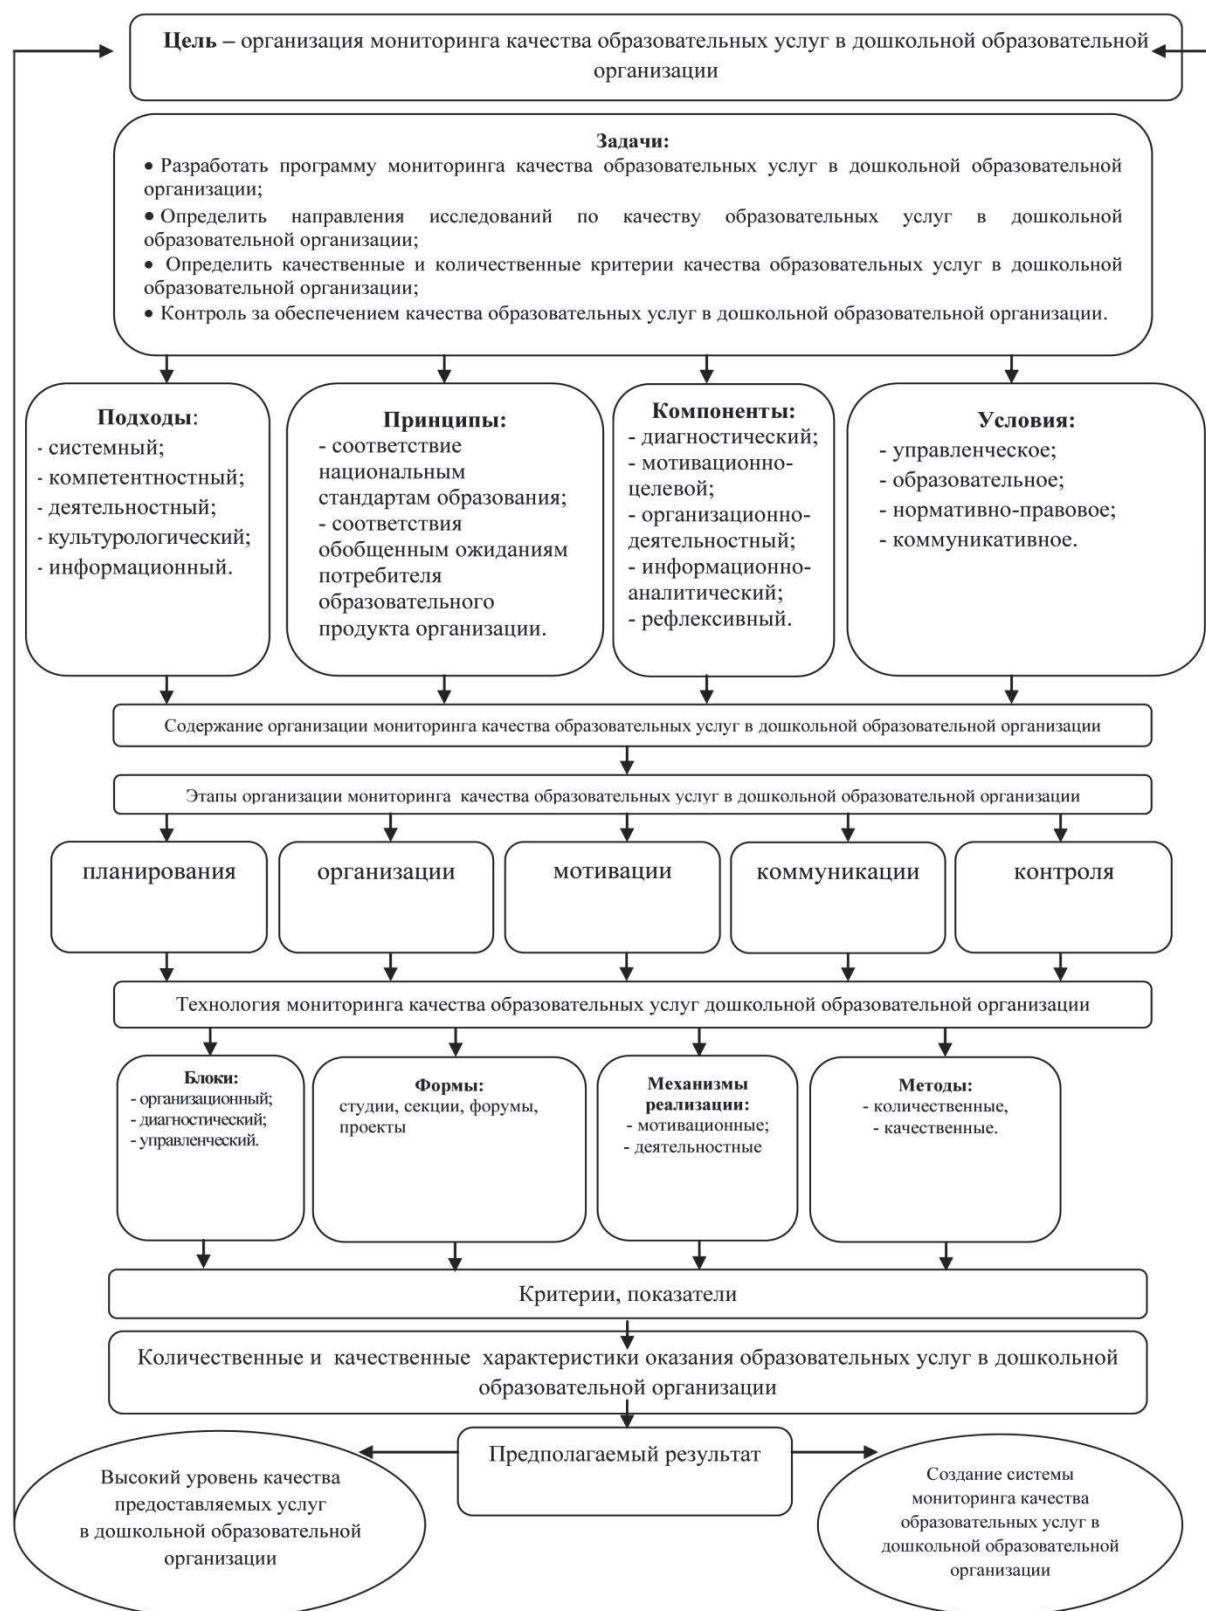 Цель – организация мониторинга качества образовательных услуг в дошкольной образовательной
организации
Задачи:
• Разработать программу мониторинга качества образовательных услуг в дошкольной образовательной
организации;
• Определить направления исследований по качеству образовательных услуг в дошкольной
образовательной организации;
• Определить качественные и количественные критерии качества образовательных услуг в дошкольной
образовательной организации;
• Контроль за обеспечением качества образовательных услуг в дошкольной образовательной организации.
Подходы:
- системный;
- компетентностный;
- деятельностный;
- культурологический;
- информационный.
Принципы:
- соответствие
национальным
стандартам образования;
- соответствия
обобщенным ожиданиям
потребителя
образовательного
продукта организации.
Компоненты:
- диагностический;
- мотивационно-
целевой;
- организационно-
деятельностный;
- информационно-
аналитический;
- рефлексивный.
Условия:
- управленческое;
- образовательное;
- нормативно-правовое;
- коммуникативное.
Содержание организации мониторинга качества образовательных услуг в дошкольной образовательной организации
Этапы организации мониторинга качества образовательных услуг в дошкольной образовательной организации
планирования
организации
мотивации
коммуникации
контроля
Технология мониторинга качества образовательных услуг дошкольной образовательной организации
Блоки:
- организационный;
- диагностический;
- управленческий.
Формы:
студии, секции, форумы,
проекты
Механизмы
реализации:
- мотивационные;
- деятельностные
Методы:
- количественные,
- качественные.
Критерии, показатели
Количественные и качественные характеристики оказания образовательных услуг в дошкольной
образовательной организации
Предполагаемый результат
Высокий уровень качества
предоставляемых услуг
в дошкольной образовательной
организации
Создание системы
мониторинга качества
образовательных услуг в
дошкольной образовательной
организации